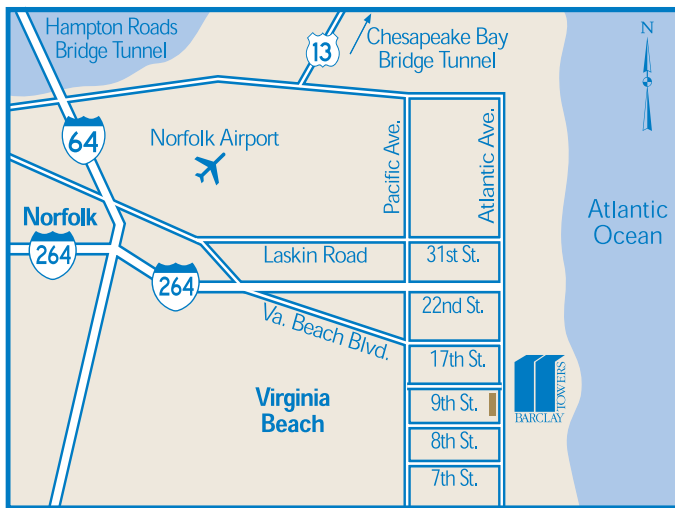 Hampton Roads
Bridge Tunnel
13
Chesapeake Bay
Bridge Tunnel
N
64
Norfolk Airport
Pacific Ave.
Atlantic Ave.
Norfolk
Atlantic
Ocean
264
Laskin Road
31st St.
264
22nd St.
Va. Beach Blvd.
17th St.
Virginia
Beach
9th St.
BARCLAY
TOWERS
8th St.
7th St.